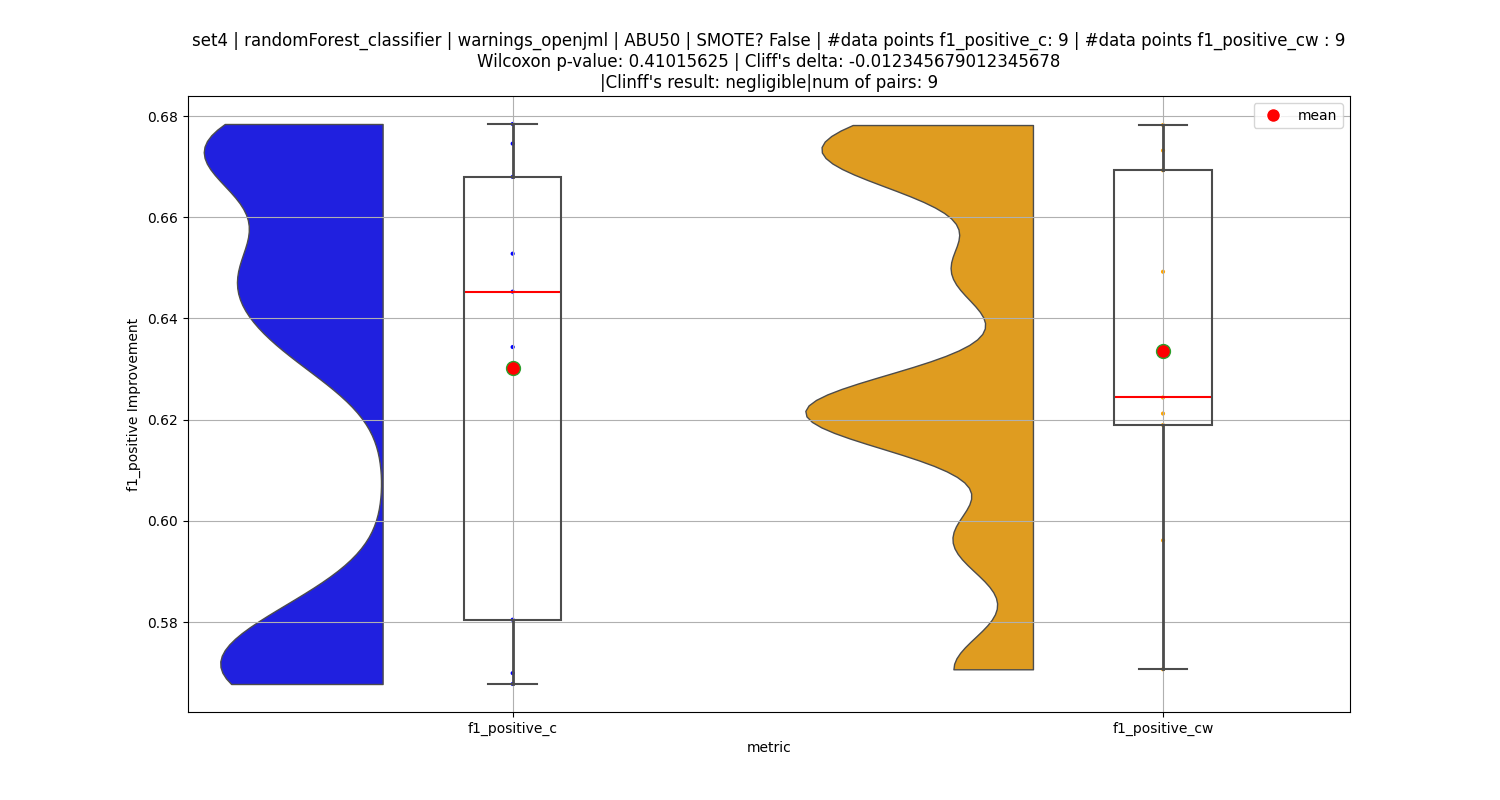 set4 | randomForest_classifier | warnings_openjml | ABU50 | SMOTE? False | #data points f1_positive_c: 9 | #data points f1_positive_cw : 9
Wilcoxon p-value: 0.41015625 | Cliff's delta: -0.012345679012345678
|Clinff's result: negligible|num of pairs: 9
mean
0.68
0.66
0.64
0.62
0.60
0.58
f1_positive Improvement
f1_positive_c
f1_positive_cw
metric